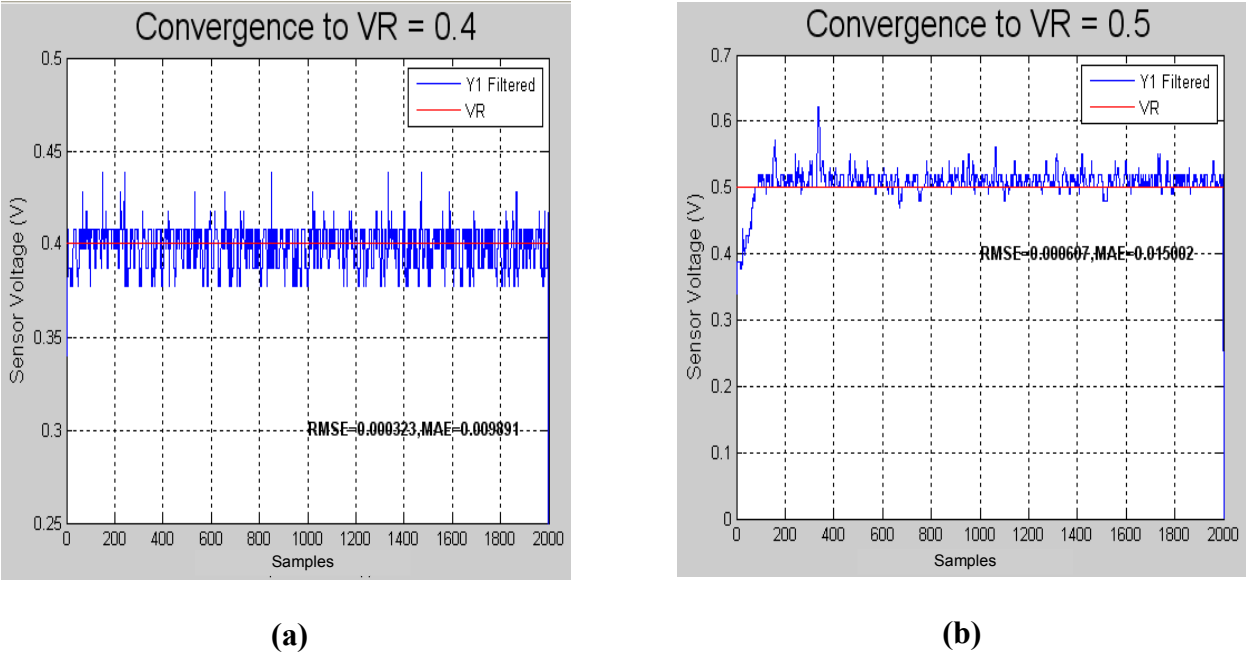 Convergence to VR = 0.4
0.5
0.45
0.4
0.35
0.3
0.25
Sensor Voltage (V)
Y1 Filtered
VR
RMSE=0.000323,MAE=0.009891
0 200 400 600 800 1000 1200 1400 1600 1800 2000
Samples
(a)
Convergence to VR = 0.5
0.7
0.6
0.5
0.4
0.3
0.2
0.1
0
Sensor Voltage (V)
Y1 Filtered
VR
RMSE=0.000607,MAE=0.015002
0 200 400 600 800 1000 1200 1400 1600 1800 2000
Samples
(b)